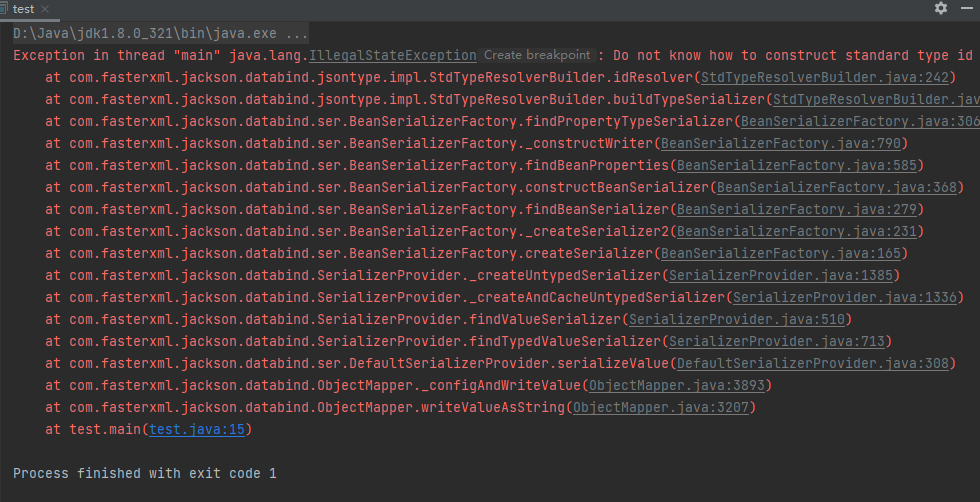 test
D:\Java\jdk1.8.0_321\bin\java.exe ...
Exception in thread "main" java.lang.IllegalStateException Create breakpoint : Do not know how to construct standard type id
at com.fasterxml.jackson.databind.jsontype.impl.StdTypeResolverBuilder.idResolver(StdTypeResolverBuilder.java:242)
at com.fasterxml.jackson.databind.jsontype.impl.StdTypeResolverBuilder.buildTypeSerializer(StdTypeResolverBuilder.jav
at com.fasterxml.jackson.databind.ser.BeanSerializerFactory.findPropertyTypeSerializer(BeanSerializerFactory.java:306
at com.fasterxml.jackson.databind.ser.BeanSerializerFactory._constructWriter(BeanSerializerFactory.java:790)
at com.fasterxml.jackson.databind.ser.BeanSerializerFactory.findBeanProperties(BeanSerializerFactory.java:585)
at com.fasterxml.jackson.databind.ser.BeanSerializerFactory.constructBeanSerializer(BeanSerializerFactory.java:368)
at com.fasterxml.jackson.databind.ser.BeanSerializerFactory.findBeanSerializer(BeanSerializerFactory.java:279)
at com.fasterxml.jackson.databind.ser.BeanSerializerFactory._createSerializer2(BeanSerializerFactory.java:231)
at com.fasterxml.jackson.databind.ser.BeanSerializerFactory.createSerializer(BeanSerializerFactory.java:165)
at com.fasterxml.jackson.databind.SerializerProvider._createUntypedSerializer(SerializerProvider.java:1385)
at com.fasterxml.jackson.databind.SerializerProvider._createAndCacheUntypedSerializer(SerializerProvider.java:1336)
at com.fasterxml.jackson.databind.SerializerProvider.findValueSerializer(SerializerProvider.java:510)
at com.fasterxml.jackson.databind.SerializerProvider.findTypedValueSerializer(SerializerProvider.java:713)
at com.fasterxml.jackson.databind.ser.DefaultSerializerProvider.serializeValue(DefaultSerializerProvider.java:308)
at com.fasterxml.jackson.databind.ObjectMapper._configAndWriteValue(ObjectMapper.java:3893)
at com.fasterxml.jackson.databind.ObjectMapper.writeValueAsString(ObjectMapper.java:3207)
at test.main(test.java:15)
Process finished with exit code 1